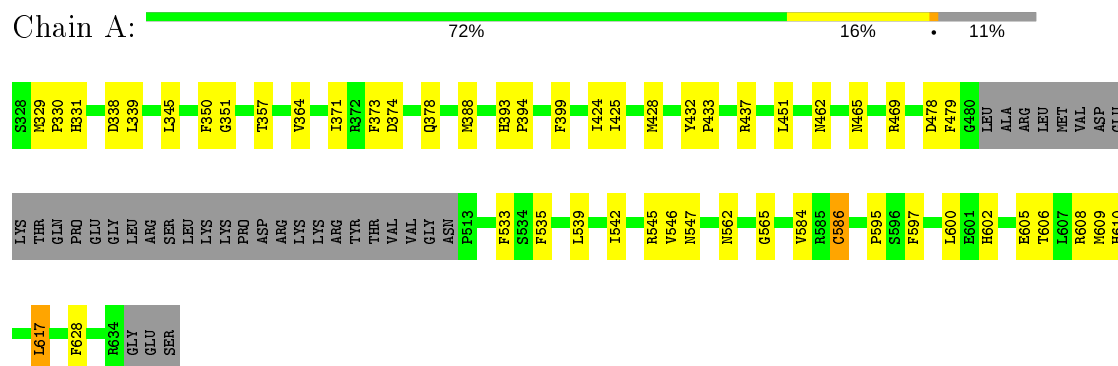 Chain A:
72% 16% • 11%
S328 M329 P330 H331 D338 L339 L345 F350 G351 T357 V364 I371 R372 F373 D374 Q378 M388 H393 P394 F399 I424 I425 M428 Y432 P433 R437 L451 N462 N465 R469 D478 F479 G480 LEU ALA ARG LEU MET VAL ASP GLU
LYS THR GLN PRO GLU GLY LEU ARG SER LEU LYS LYS PRO ASP ARG LYS LYS ARG TYR THR VAL VAL GLY ASN P513 F533 S534 F535 L539 I542 R545 V546 N547 N562 G565 V584 R585 C586 P595 S596 F597 L600 E601 H602 E605 T606 L607 R608 M609 H610
L617 F628 R634 GLY GLU SER